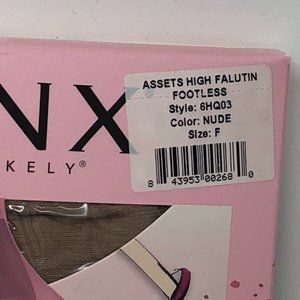 ASSETS HIGH FALUTIN
FOOTLESS
Style: 6HQ03
Color: NUDE
Size: F
8 43953 00268 0
NX
KELY®